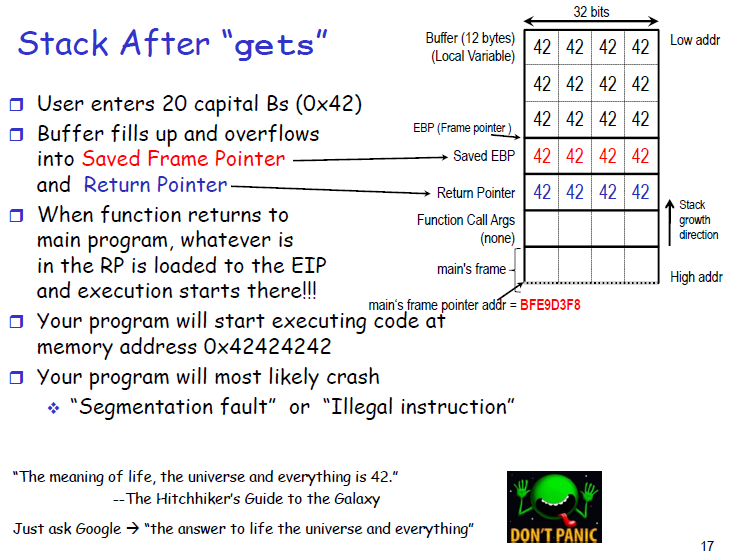 Stack After “gets”
User enters 20 capital Bs (0x42)
Buffer fills up and overflows
into Saved Frame Pointer
and Return Pointer
When function returns to
main program, whatever is
in the RP is loaded to the EIP
and execution starts there!!!
Your program will start executing code at
memory address 0x42424242
Your program will most likely crash
“Segmentation fault” or “Illegal instruction”
32 bits
Buffer (12 bytes)
(Local Variable)
42 42 42 42
Low addr
42 42 42 42
42 42 42 42
EBP (Frame pointer )
Saved EBP
42 42 42 42
Return Pointer
42 42 42 42
Function Call Args
(none)
Stack
growth
direction
main's frame
High addr
main's frame pointer addr = BFE9D3F8
“The meaning of life, the universe and everything is 42.”
--The Hitchhiker’s Guide to the Galaxy
Just ask Google → “the answer to life the universe and everything”
DON'T PANIC
17